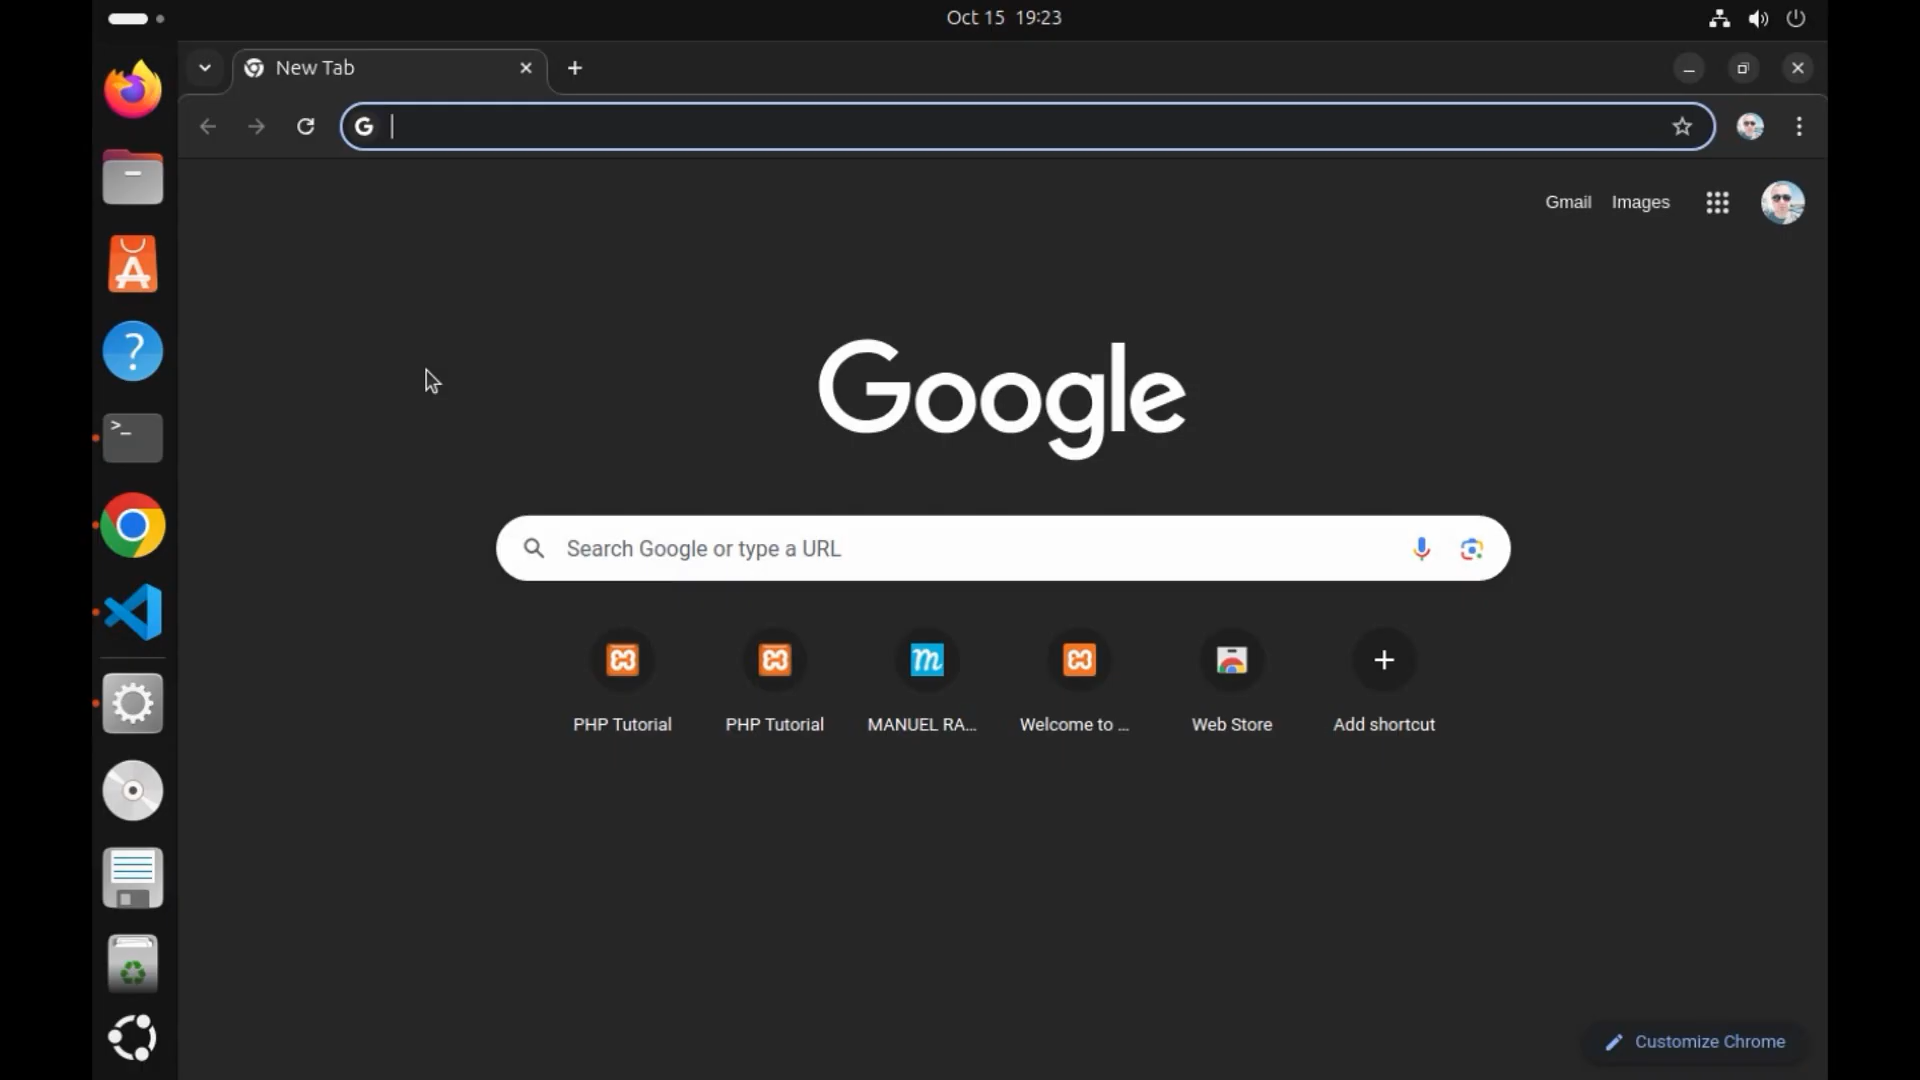 Oct 15 19:23
New Tab
Gmail Images
Google
Search Google or type a URL
PHP Tutorial
PHP Tutorial
MANUEL RA...
Welcome to ...
Web Store
Add shortcut
Customize Chrome